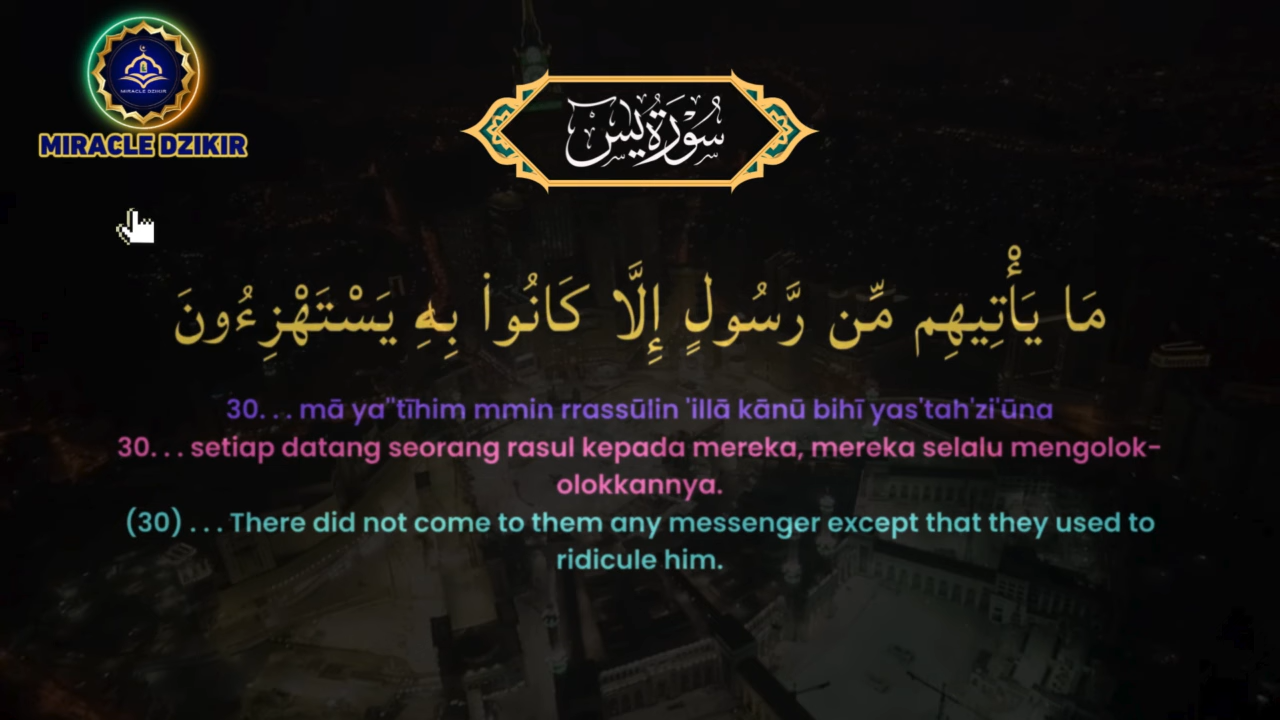 MIRACLE DZIKIR
MIRACLE DZIKIR
سُورَةُ يس
مَا يَأْتِيهِم مِّن رَّسُولٍ إِلَّا كَانُوا۟ بِهِۦ يَسْتَهْزِءُونَ
30. . . mā ya''tīhim mmin rrassūlin 'illā kānū bihī yas'tah'zi'ūna
30. . . setiap datang seorang rasul kepada mereka, mereka selalu mengolok-
olokkannya.
(30) . . . There did not come to them any messenger except that they used to
ridicule him.